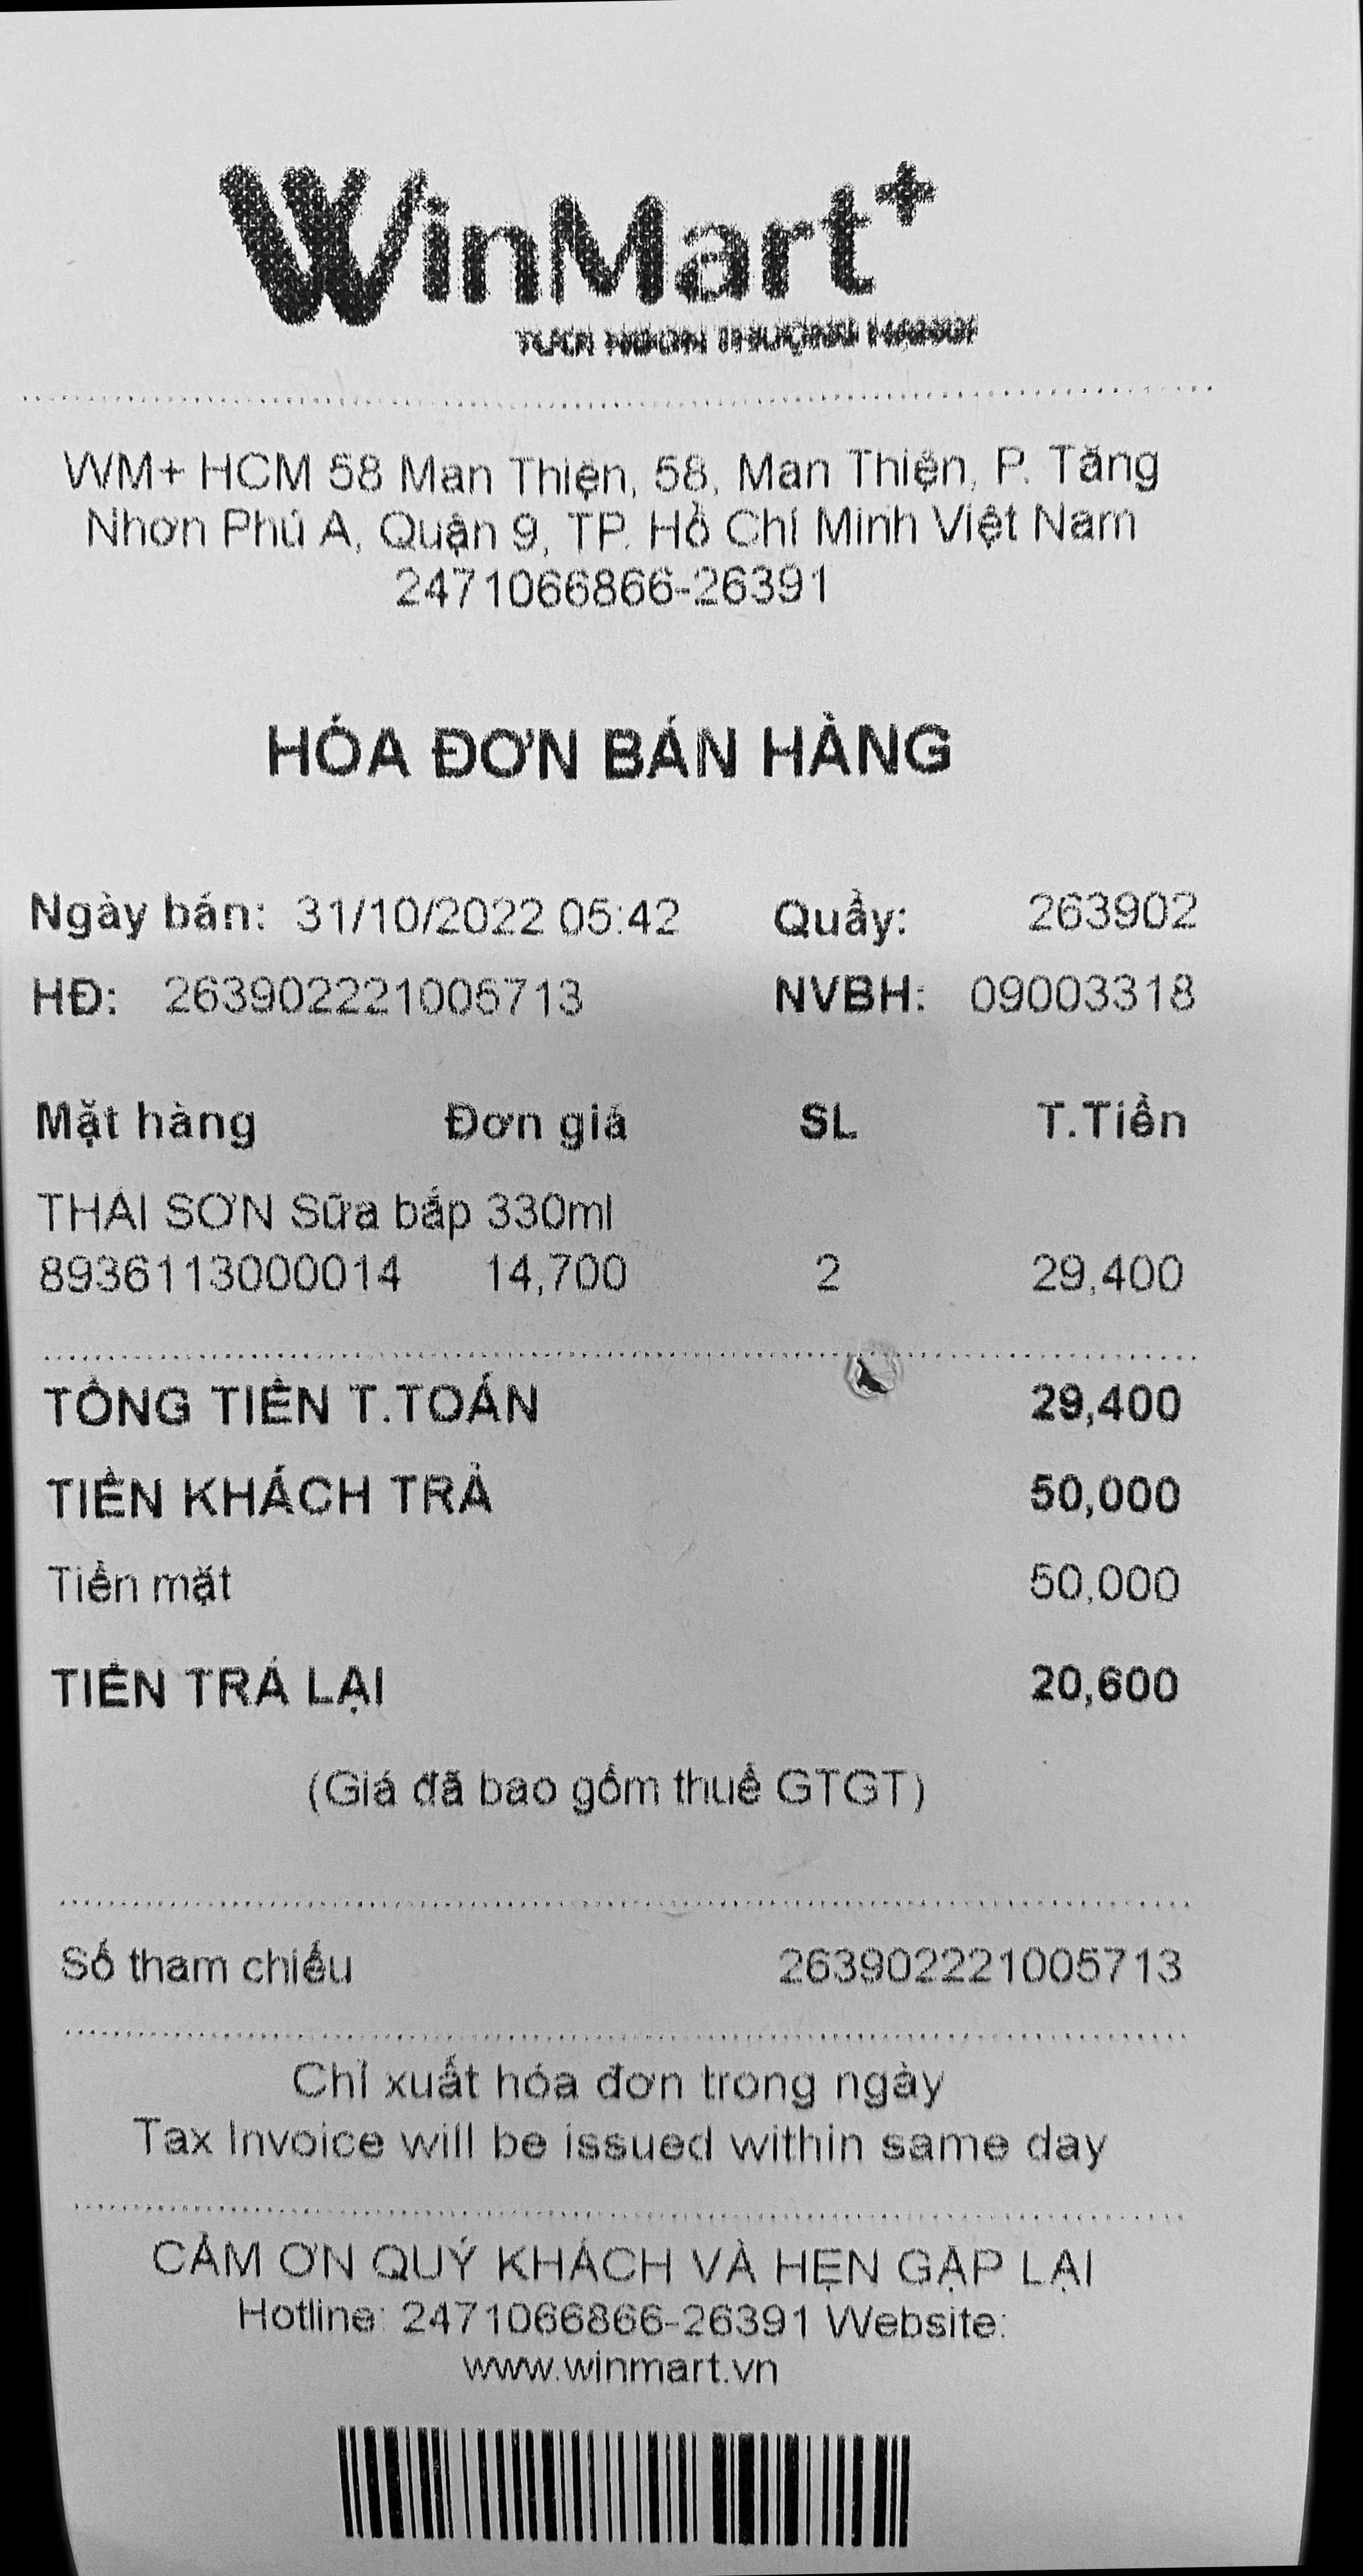 WinMart+
WM+ HCM 58 Man Thiện, 58, Man Thiện, P. Tăng
Nhơn Phú A, Quận 9, TP. Hồ Chí Minh Việt Nam
2471066866-26391
HÓA ĐƠN BÁN HÀNG
Ngày bán: 31/10/2022 05:42 Quầy: 263902
HĐ: 263902221005713 NVBH: 09003318
Mặt hàng Đơn giá SL T.Tiền
THÁI SƠN Sữa bắp 330ml
8936113000014 14,700 2 29,400
TỔNG TIỀN T.TOÁN 29,400
TIỀN KHÁCH TRẢ 50,000
Tiền mặt 50,000
TIỀN TRẢ LẠI 20,600
(Giá đã bao gồm thuế GTGT)
Số tham chiếu 263902221005713
Chỉ xuất hóa đơn trong ngày
Tax Invoice will be issued within same day
CẢM ƠN QUÝ KHÁCH VÀ HẸN GẶP LẠI
Hotline: 2471066866-26391 Website:
www.winmart.vn